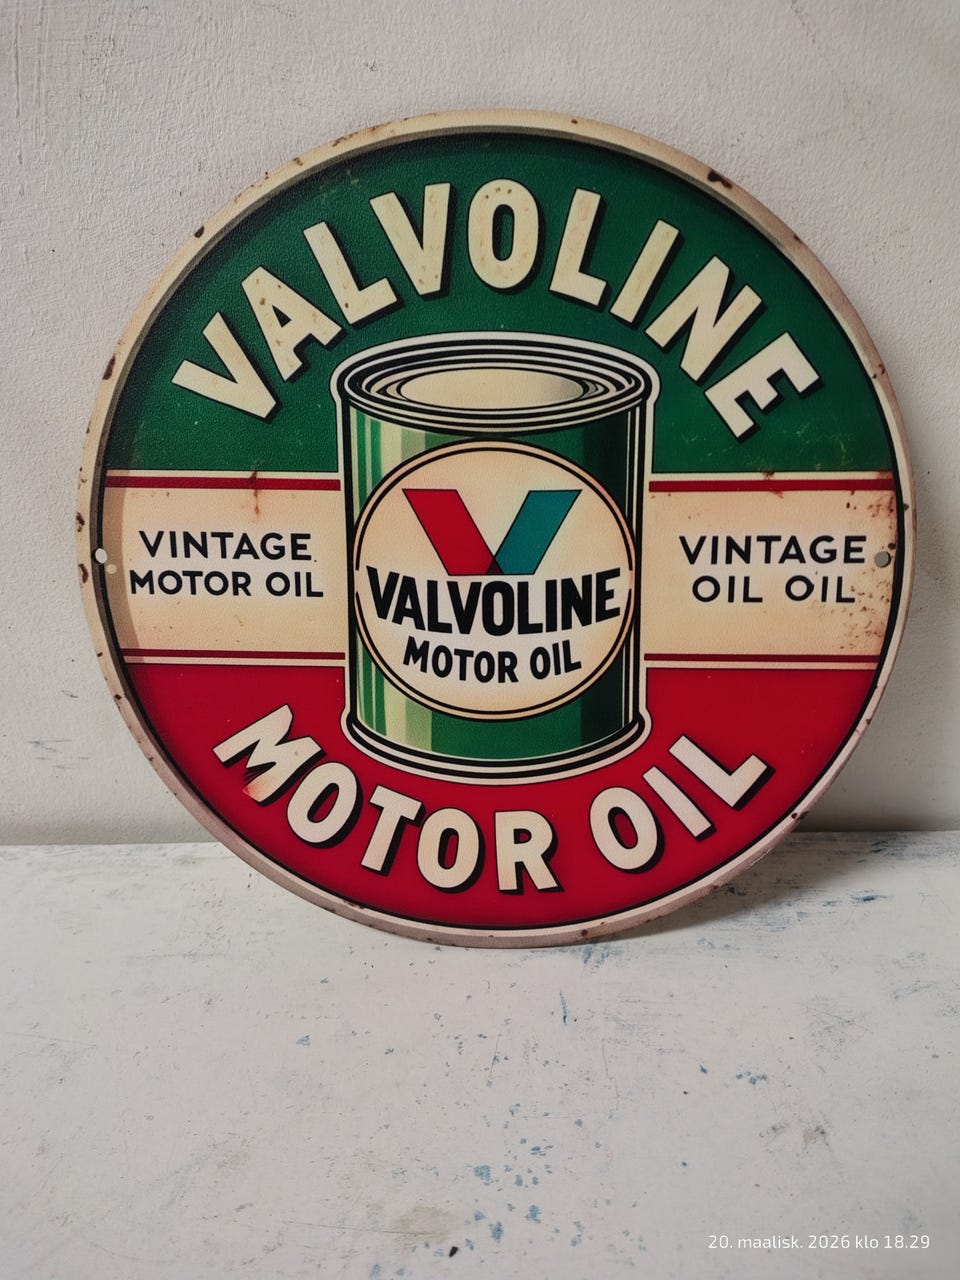 VALVOLINE
VINTAGE
MOTOR OIL
VALVOLINE
MOTOR OIL
VINTAGE
OIL OIL
MOTOR OIL
20. maalisk. 2026 klo 18.29